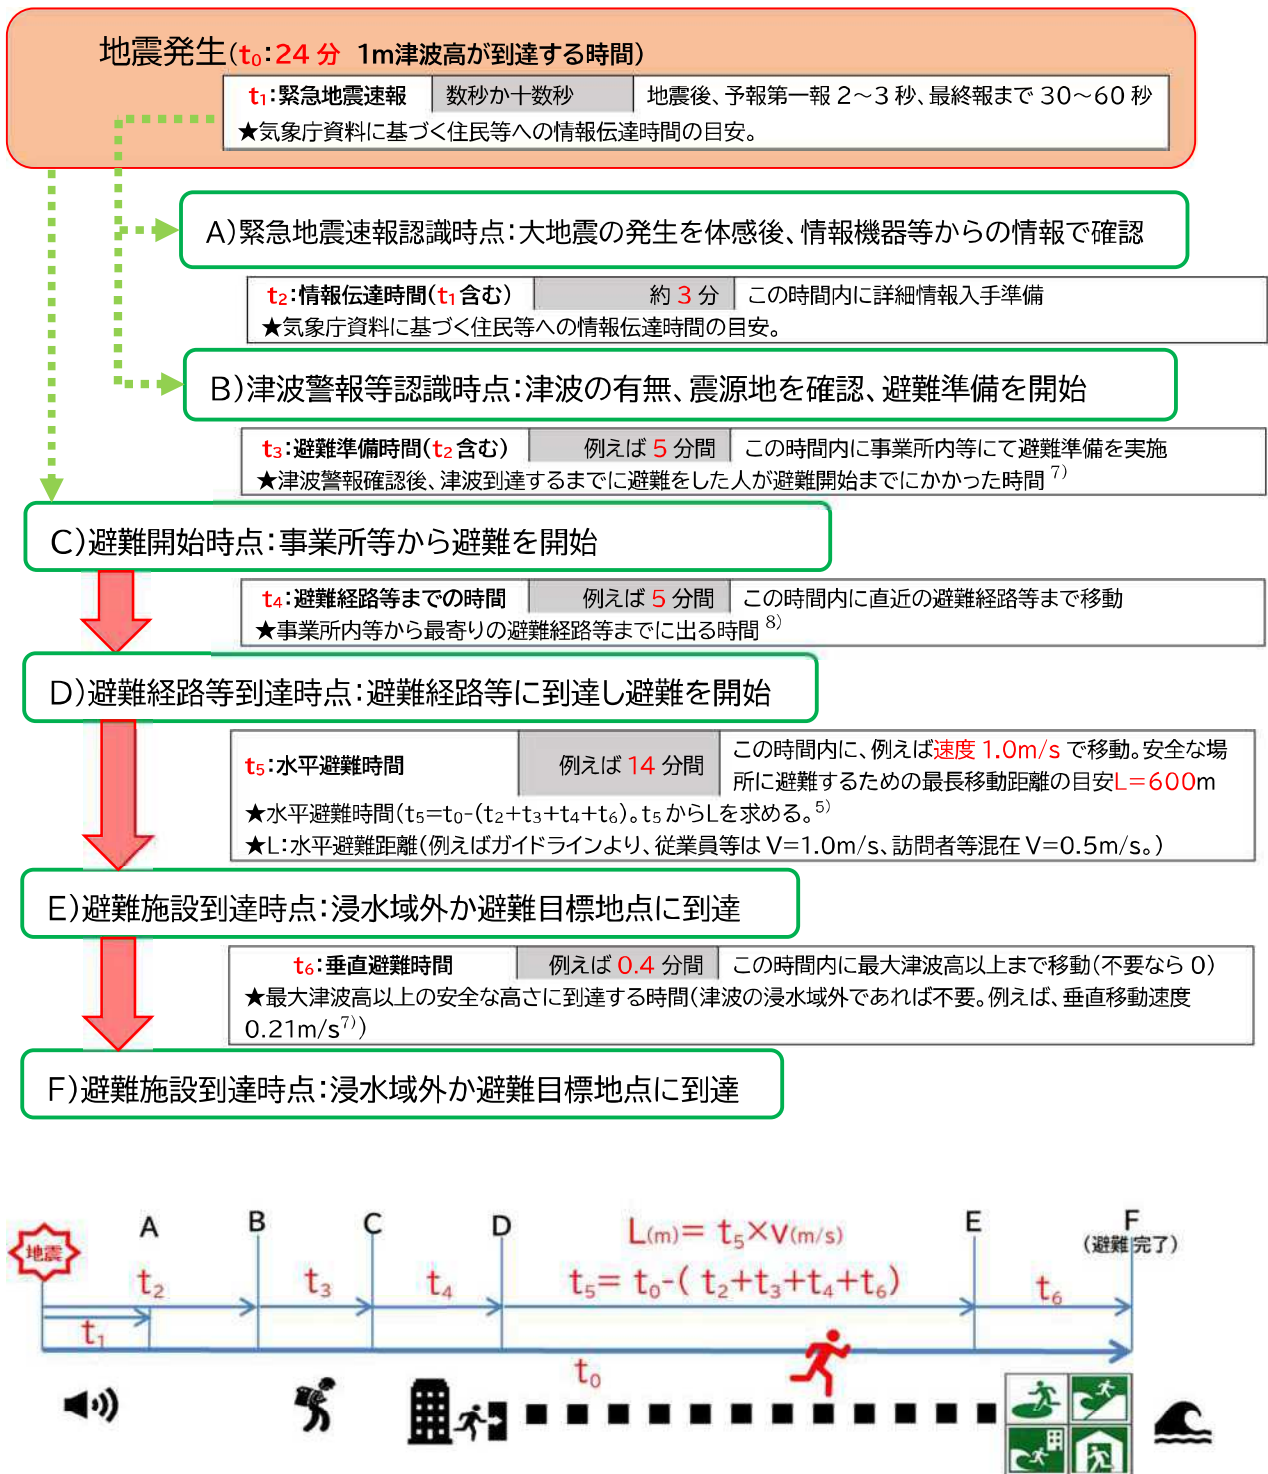 地震発生(t₀:24 分 1m津波高が到達する時間)
t₁:緊急地震速報 数秒か十数秒 地震後、予報第一報 2～3 秒、最終報まで 30～60 秒
★気象庁資料に基づく住民等への情報伝達時間の目安。
A)緊急地震速報認識時点:大地震の発生を体感後、情報機器等からの情報で確認
t₂:情報伝達時間(t₁含む) 約 3 分 この時間内に詳細情報入手準備
★気象庁資料に基づく住民等への情報伝達時間の目安。
B)津波警報等認識時点:津波の有無、震源地を確認、避難準備を開始
t₃:避難準備時間(t₂含む) 例えば 5 分間 この時間内に事業所内等にて避難準備を実施
★津波警報確認後、津波到達するまでに避難をした人が避難開始までにかかった時間 7)
C)避難開始時点:事業所等から避難を開始
t₄:避難経路等までの時間 例えば 5 分間 この時間内に直近の避難経路等まで移動
★事業所内等から最寄りの避難経路等までに出る時間 8)
D)避難経路等到達時点:避難経路等に到達し避難を開始
t₅:水平避難時間 例えば 14 分間 この時間内に、例えば速度 1.0m/s で移動。安全な場
所に避難するための最長移動距離の目安L=600m
★水平避難時間(t₅=t₀-(t₂+t₃+t₄+t₆)。t₅からLを求める。5)
★L:水平避難距離(例えばガイドラインより、従業員等は V=1.0m/s、訪問者等混在 V=0.5m/s。)
E)避難施設到達時点:浸水域外か避難目標地点に到達
t₆:垂直避難時間 例えば 0.4 分間 この時間内に最大津波高以上まで移動(不要なら 0)
★最大津波高以上の安全な高さに到達する時間(津波の浸水域外であれば不要。例えば、垂直移動速度
0.21m/s7))
F)避難施設到達時点:浸水域外か避難目標地点に到達
A B C D L(m)= t₅×v(m/s) E F
(避難完了)
地震
t₂ t₃ t₄ t₅= t₀-( t₂+t₃+t₄+t₆) t₆
t₁
t₀